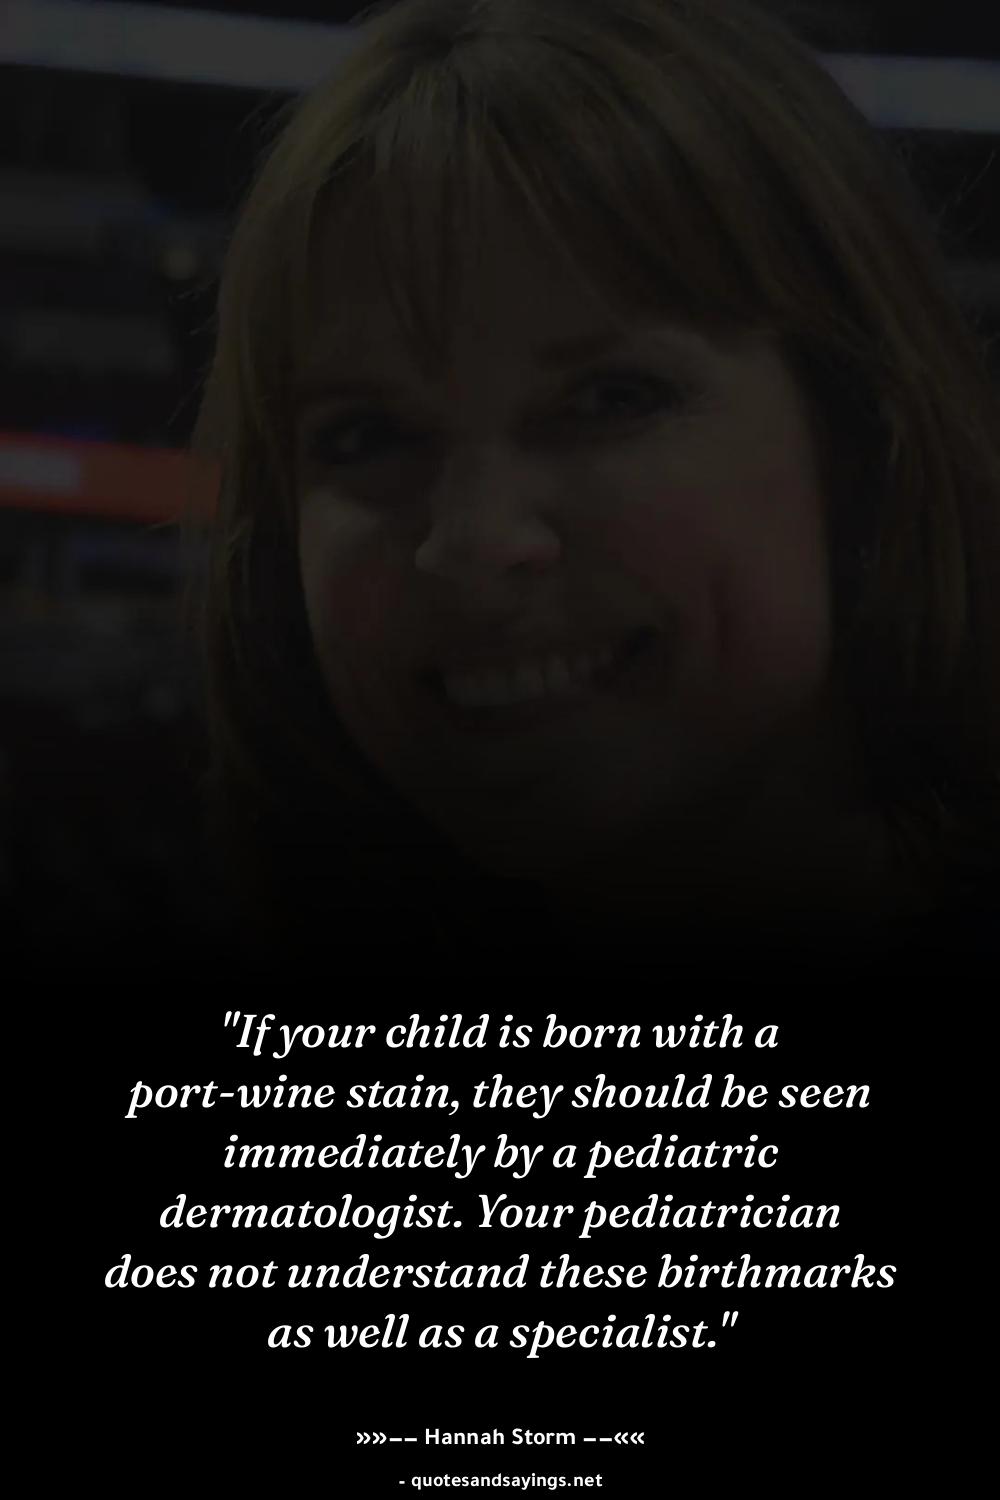 "If your child is born with a
port-wine stain, they should be seen
immediately by a pediatric
dermatologist. Your pediatrician
does not understand these birthmarks
as well as a specialist."
»»-- Hannah Storm --««
- quotesandsayings.net